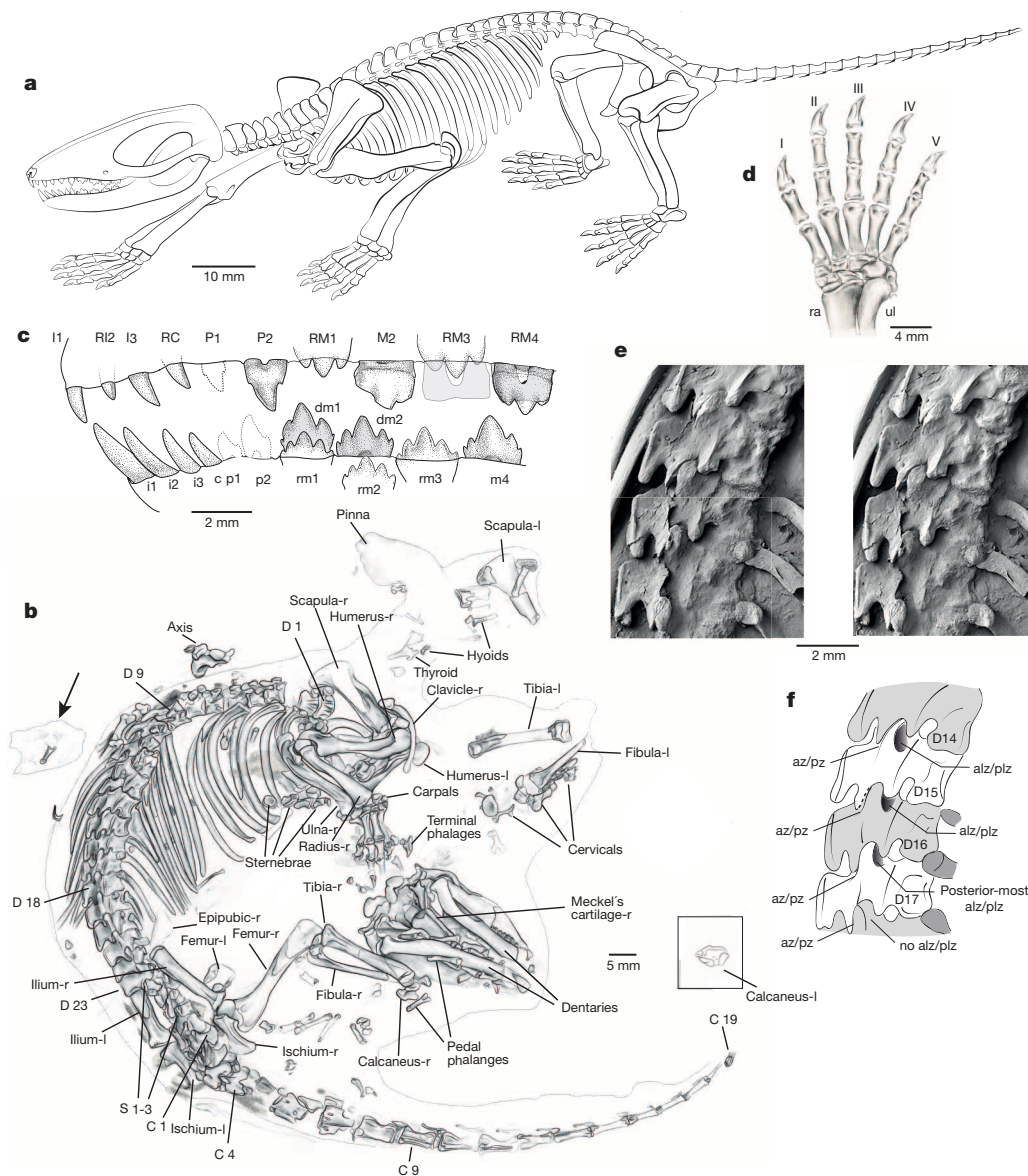 a
10 mm
I
II
III
IV
V
d
ra
ul
4 mm
c
I1 RI2 I3 RC P1 P2 RM1 M2 RM3 RM4
dm1
dm2
i1 i2 i3 c p1 p2 rm1 rm2 rm3 m4
2 mm
e
2 mm
b
Pinna
Scapula-l
Scapula-r
Humerus-r
D 1
Axis
D 9
Hyoids
Thyroid
Clavicle-r
Tibia-l
Fibula-l
Humerus-l
Carpals
Ulna-r
Radius-r
Sternebrae
Terminal
phalages
Cervicals
D 18
Tibia-r
Meckel´s
cartilage-r
Epipubic-r
Femur-l
Femur-r
5 mm
Ilium-r
Fibula-r
Dentaries
Calcaneus-l
D 23
Ilium-l
Ischium-r
Calcaneus-r
Pedal
phalanges
C 19
S 1-3
C 1
Ischium-l
C 4
C 9
f
D14
az/pz
alz/plz
D15
az/pz
alz/plz
D16
az/pz
D17
Posterior-most
alz/plz
az/pz
no alz/plz